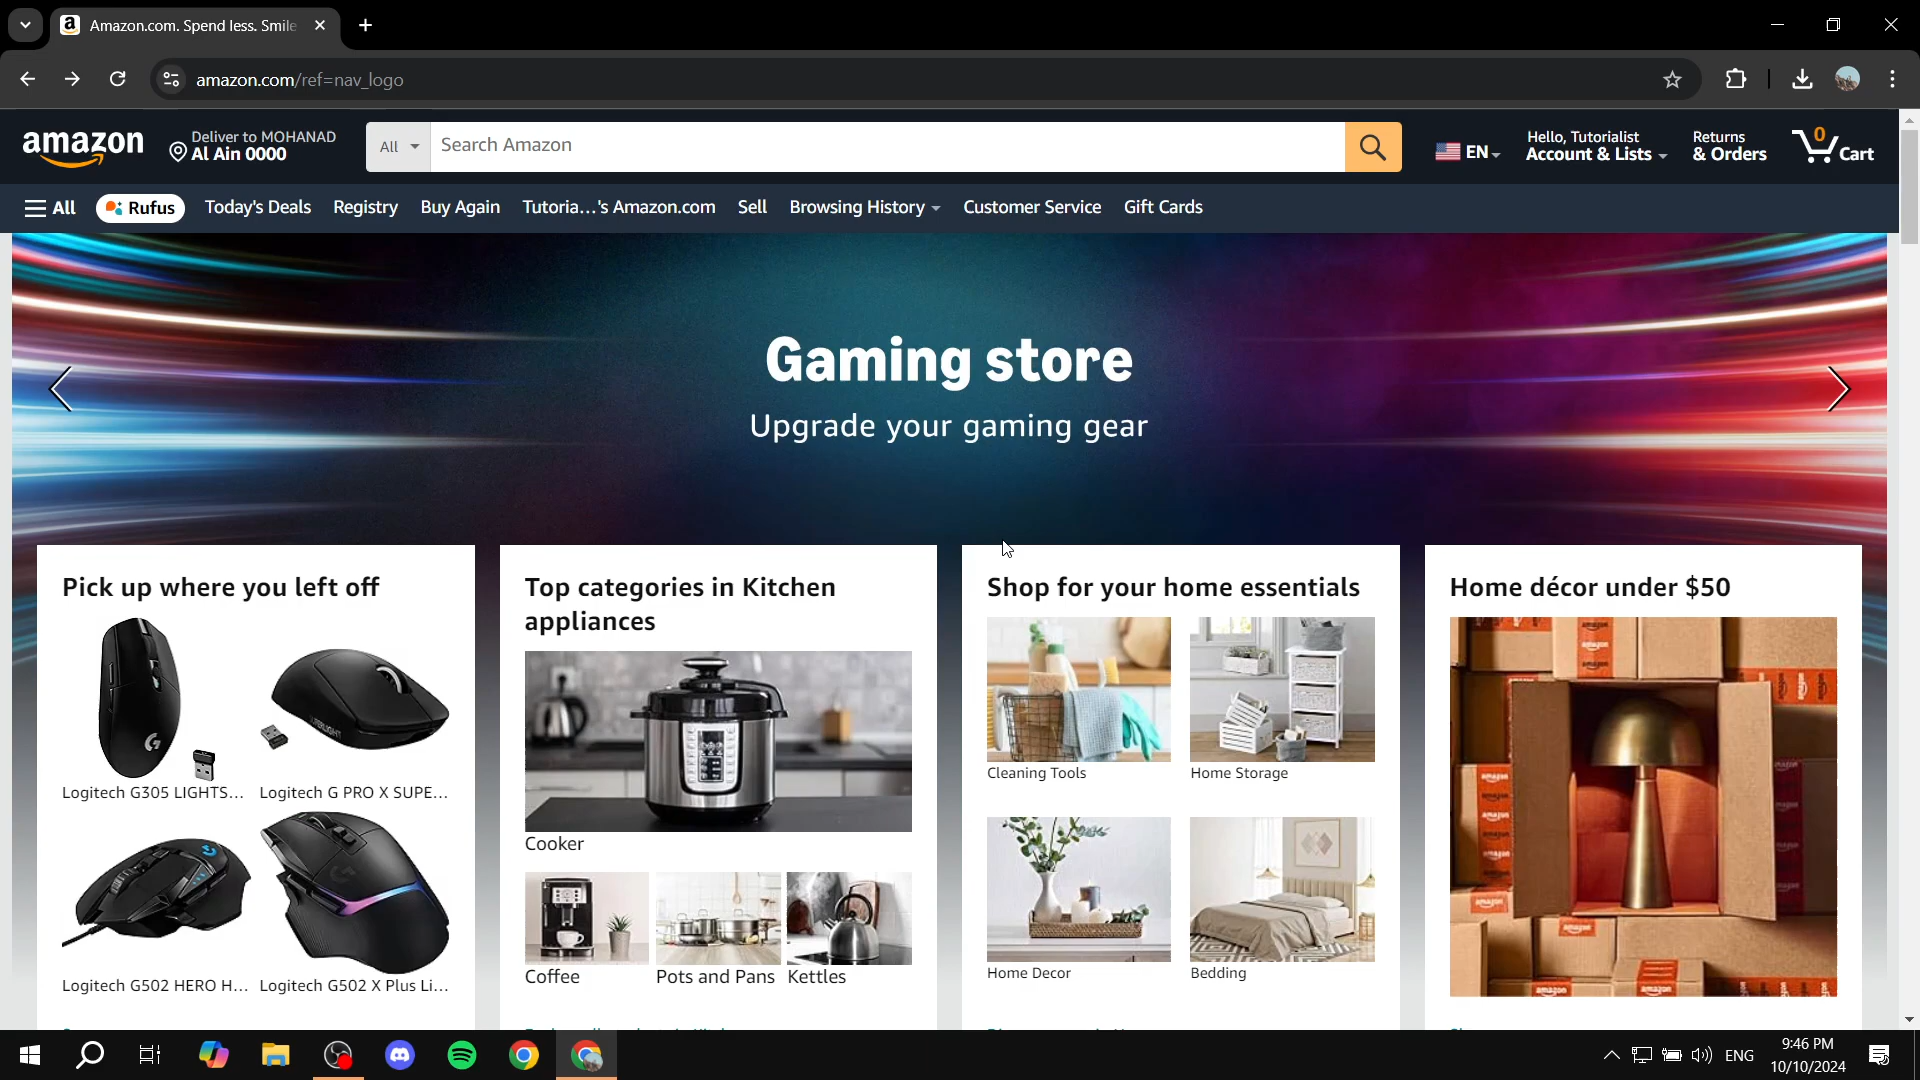 Amazon.com. Spend less. Smile
amazon.com/ref=nav_logo
amazon
Deliver to MOHANAD
Al Ain 0000
All
Search Amazon
EN
Hello, Tutorialist
Account & Lists
Returns
& Orders
0
Cart
All
Rufus
Today's Deals
Registry
Buy Again
Tutoria...'s Amazon.com
Sell
Browsing History
Customer Service
Gift Cards
Gaming store
Upgrade your gaming gear
Pick up where you left off
Logitech G305 LIGHTS...
Logitech G PRO X SUPE...
Logitech G502 HERO H...
Logitech G502 X Plus Li...
Top categories in Kitchen
appliances
Cooker
Coffee
Pots and Pans
Kettles
Shop for your home essentials
Cleaning Tools
Home Storage
Home Decor
Bedding
Home décor under $50
ENG
9:46 PM
10/10/2024